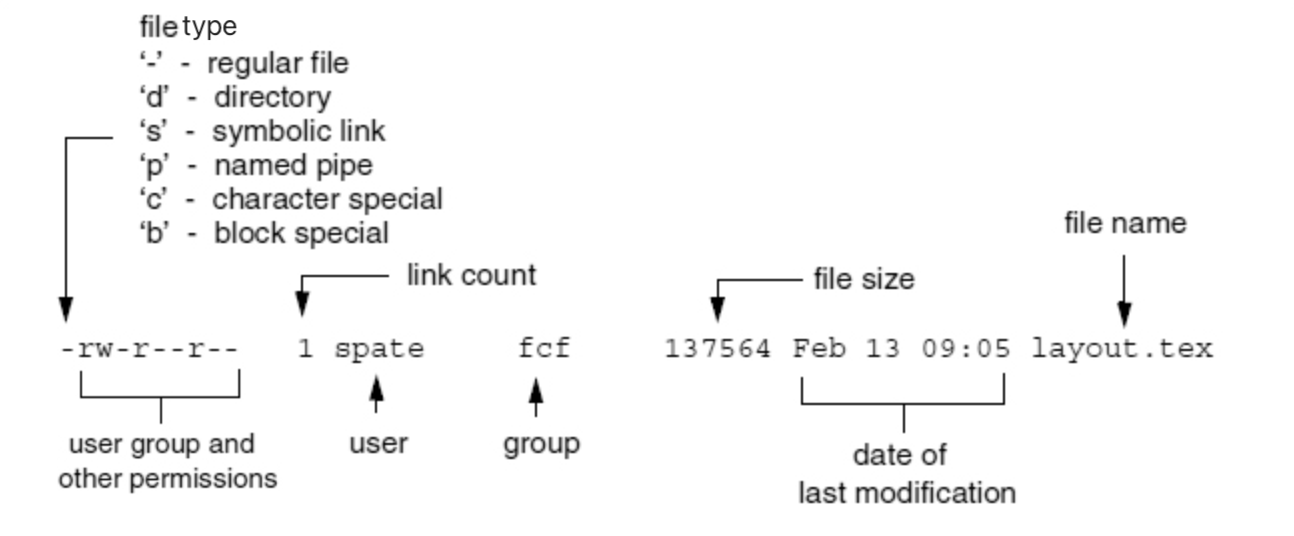 file type
‘-’ - regular file
‘d’ - directory
‘s’ - symbolic link
‘p’ - named pipe
‘c’ - character special
‘b’ - block special
file name
link count
file size
-rw-r--r-- 1 spate fcf 137564 Feb 13 09:05 layout.tex
user group and
other permissions
user
group
date of
last modification